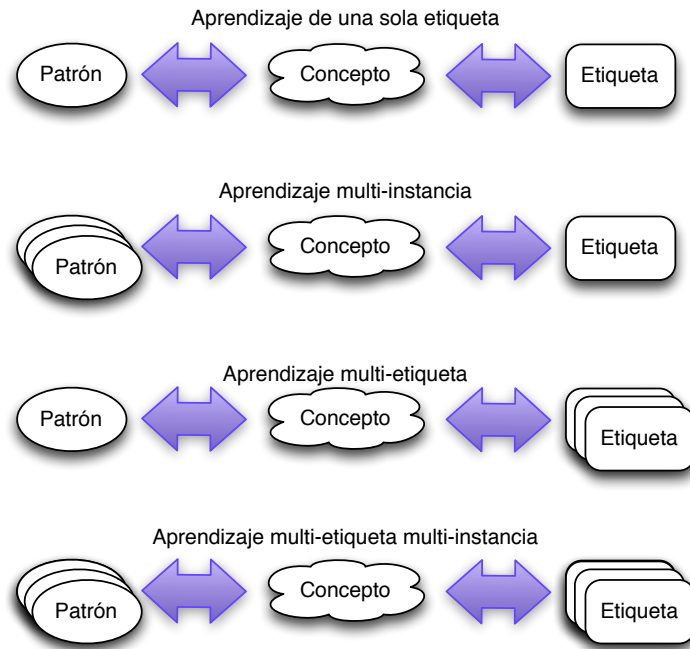 Aprendizaje de una sola etiqueta
Patrón
Concepto
Etiqueta
Aprendizaje multi-instancia
Patrón
Concepto
Etiqueta
Aprendizaje multi-etiqueta
Patrón
Concepto
Etiqueta
Aprendizaje multi-etiqueta multi-instancia
Patrón
Concepto
Etiqueta